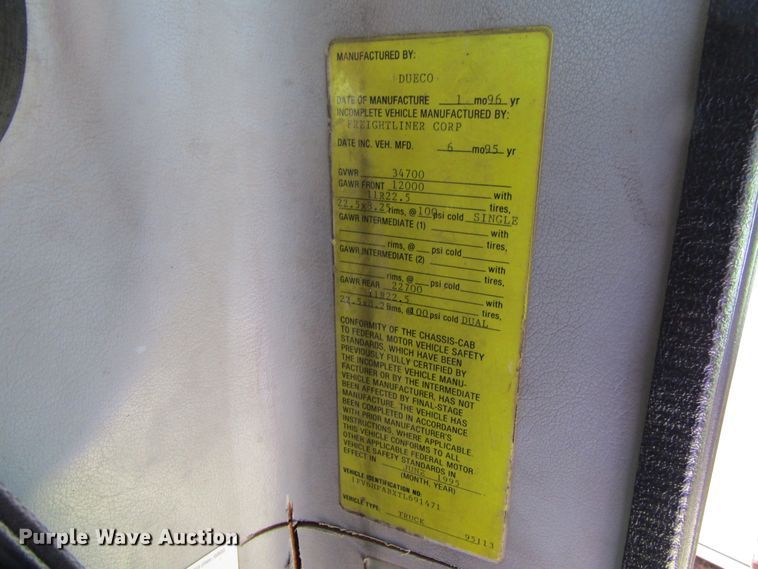 MANUFACTURED BY:
DUECO
DATE OF MANUFACTURE 1 mo 96 yr
INCOMPLETE VEHICLE MANUFACTURED BY:
FREIGHTLINER CORP
DATE INC. VEH. MFD. 6 mo 95 yr
GVWR 34700
GAWR FRONT 12000 with
11R22.5 tires,
22.5x8.25 rims, @ 100 psi cold SINGLE
GAWR INTERMEDIATE (1) with
tires,
rims, @ psi cold
GAWR INTERMEDIATE (2) with
tires,
rims, @ psi cold
GAWR REAR 22700 with
11R22.5 tires,
22.5x8.2 rims, @ 100 psi cold DUAL
CONFORMITY OF THE CHASSIS-CAB
TO FEDERAL MOTOR VEHICLE SAFETY
STANDARDS, WHICH HAVE BEEN
PREVIOUSLY FULLY CERTIFIED BY
THE INCOMPLETE VEHICLE MANU-
FACTURER OR BY THE INTERMEDIATE
VEHICLE MANUFACTURER, HAS NOT
BEEN AFFECTED BY FINAL-STAGE
MANUFACTURE. THE VEHICLE HAS
BEEN COMPLETED IN ACCORDANCE
WITH PRIOR MANUFACTURER'S
INSTRUCTIONS, WHERE APPLICABLE.
THIS VEHICLE CONFORMS TO ALL
OTHER APPLICABLE FEDERAL MOTOR
VEHICLE SAFETY STANDARDS IN
EFFECT IN JUNE 1995
(MONTH, YEAR)
VEHICLE IDENTIFICATION NO:
1FV6HFABXTL691471
VEHICLE TYPE TRUCK 95113
Purple Wave Auction